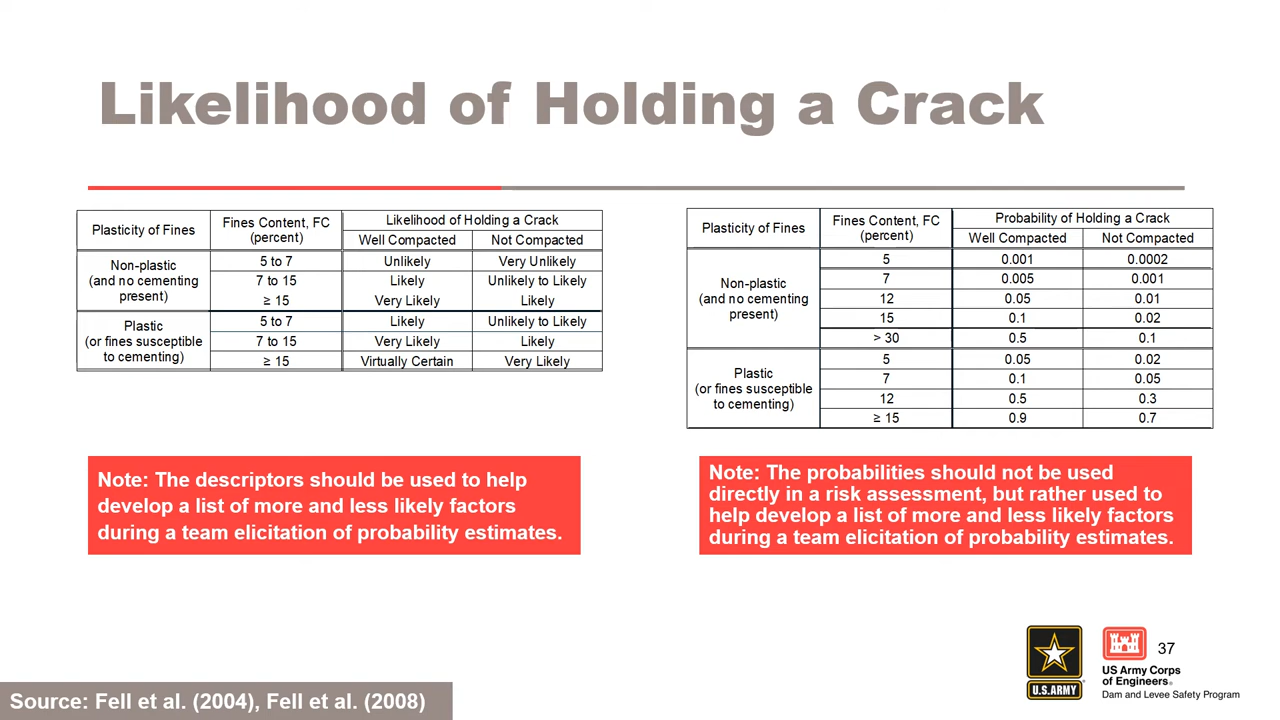 Likelihood of Holding a Crack
Plasticity of Fines
Fines Content, FC
(percent)
Likelihood of Holding a Crack
Well Compacted Not Compacted
Non-plastic
(and no cementing
present)
5 to 7 Unlikely Very Unlikely
7 to 15 Likely Unlikely to Likely
≥ 15 Very Likely Likely
Plastic
(or fines susceptible
to cementing)
5 to 7 Likely Unlikely to Likely
7 to 15 Very Likely Likely
≥ 15 Virtually Certain Very Likely
Plasticity of Fines
Fines Content, FC
(percent)
Probability of Holding a Crack
Well Compacted Not Compacted
Non-plastic
(and no cementing
present)
5 0.001 0.0002
7 0.005 0.001
12 0.05 0.01
15 0.1 0.02
> 30 0.5 0.1
Plastic
(or fines susceptible
to cementing)
5 0.05 0.02
7 0.1 0.05
12 0.5 0.3
≥ 15 0.9 0.7
Note: The descriptors should be used to help
develop a list of more and less likely factors
during a team elicitation of probability estimates.
Note: The probabilities should not be used
directly in a risk assessment, but rather used to
help develop a list of more and less likely factors
during a team elicitation of probability estimates.
U.S.ARMY
37
US Army Corps
of Engineers®
Dam and Levee Safety Program
Source: Fell et al. (2004), Fell et al. (2008)